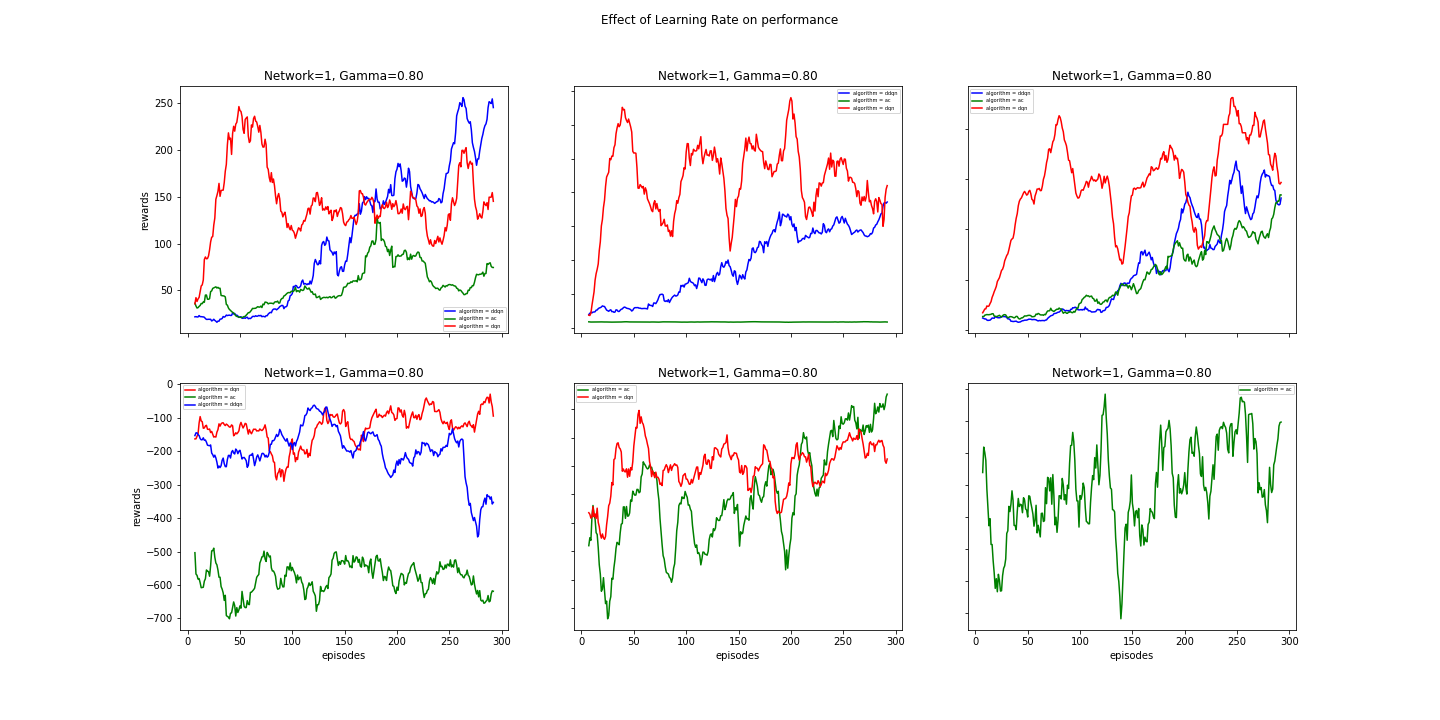 Effect of Learning Rate on performance
Network=1, Gamma=0.80
Network=1, Gamma=0.80
Network=1, Gamma=0.80
rewards
250
200
150
100
50
algorithm = ddqn
algorithm = ac
algorithm = dqn
algorithm = ddqn
algorithm = ac
algorithm = dqn
algorithm = ddqn
algorithm = ac
algorithm = dqn
Network=1, Gamma=0.80
Network=1, Gamma=0.80
Network=1, Gamma=0.80
rewards
0
−100
−200
−300
−400
−500
−600
−700
algorithm = dqn
algorithm = ac
algorithm = ddqn
algorithm = ac
algorithm = dqn
algorithm = ac
0 50 100 150 200 250 300
0 50 100 150 200 250 300
0 50 100 150 200 250 300
episodes
episodes
episodes